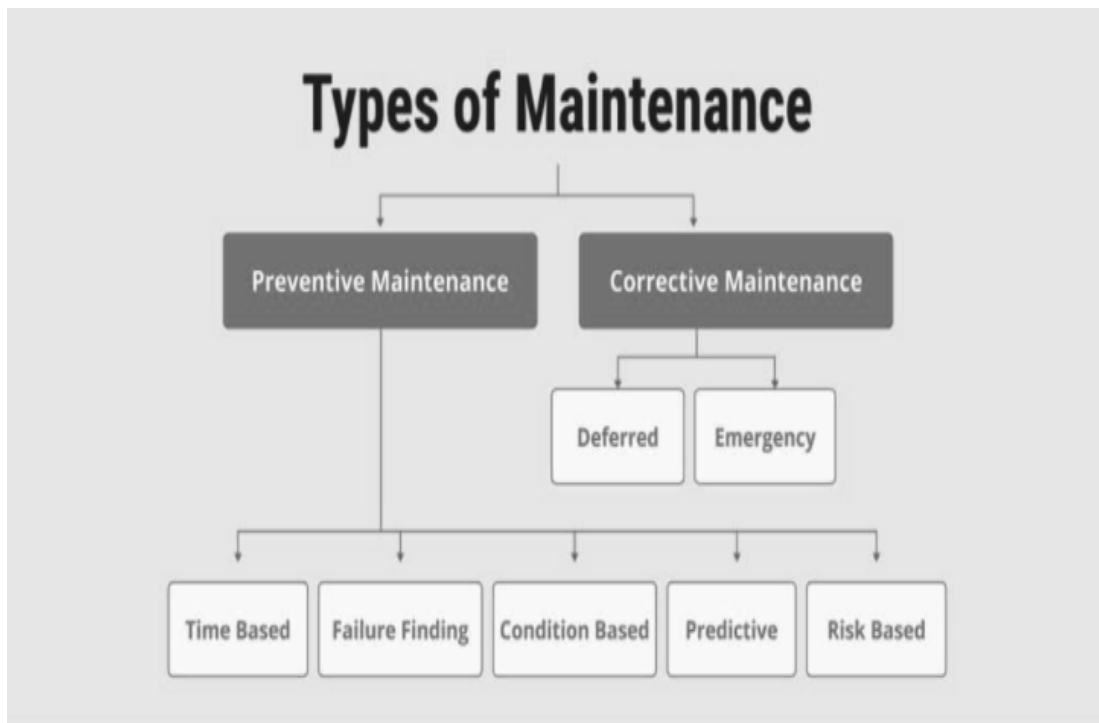 Types of Maintenance
Preventive Maintenance
Corrective Maintenance
Deferred
Emergency
Time Based
Failure Finding
Condition Based
Predictive
Risk Based